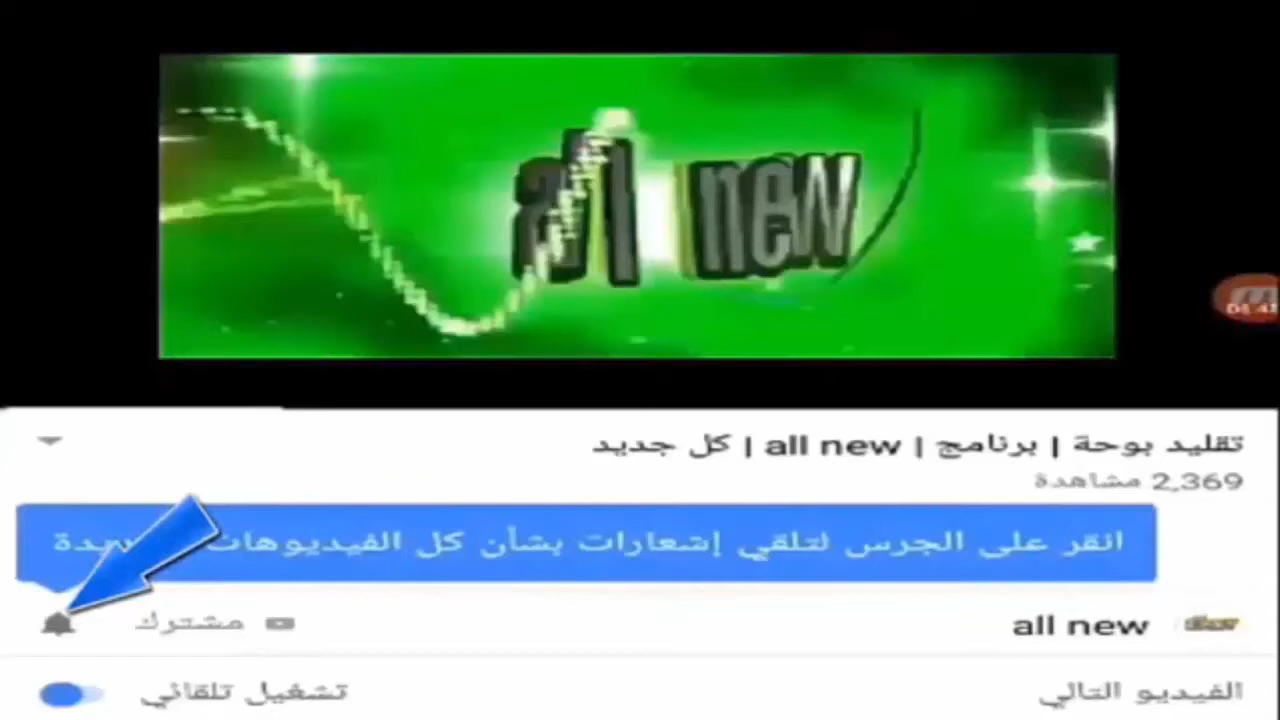 all new
تقليد بوحة | برنامج | all new | كل جديد
2,369 مشاهدة
انقر على الجرس لتلقي إشعارات بشأن كل الفيديوهات
all new
مشترك
الفيديو التالي
تشغيل تلقائي